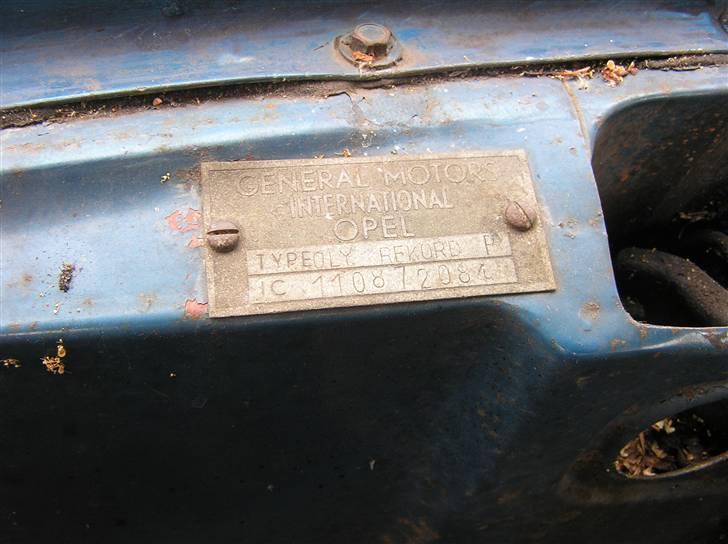 GENERAL MOTORS
INTERNATIONAL
OPEL
TYPE OLY REKORD P
IC 110872084